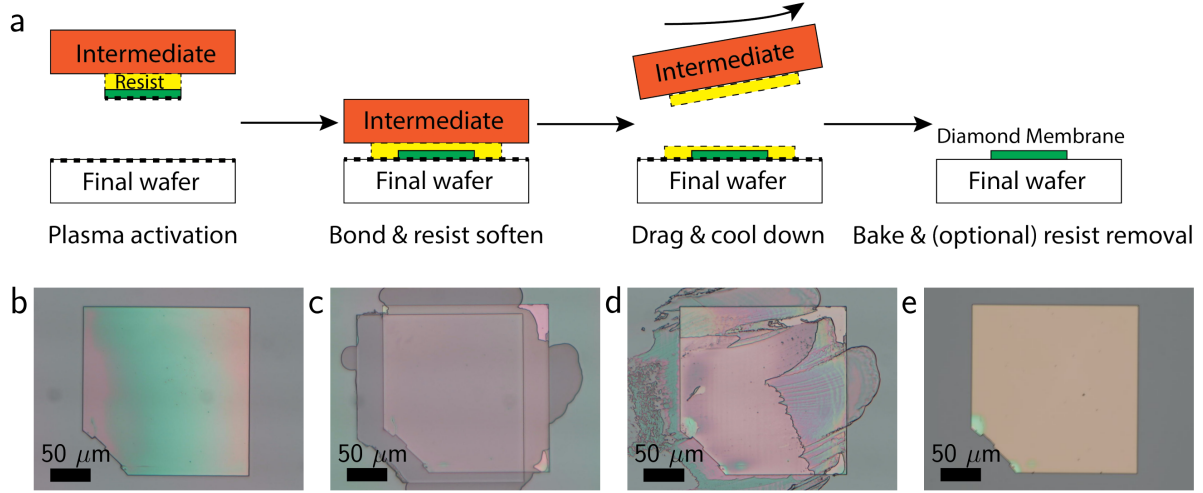 a
Intermediate
Resist
Final wafer
Plasma activation
Intermediate
Final wafer
Bond & resist soften
Intermediate
Final wafer
Drag & cool down
Diamond Membrane
Final wafer
Bake & (optional) resist removal
b
50 μm
c
50 μm
d
50 μm
e
50 μm